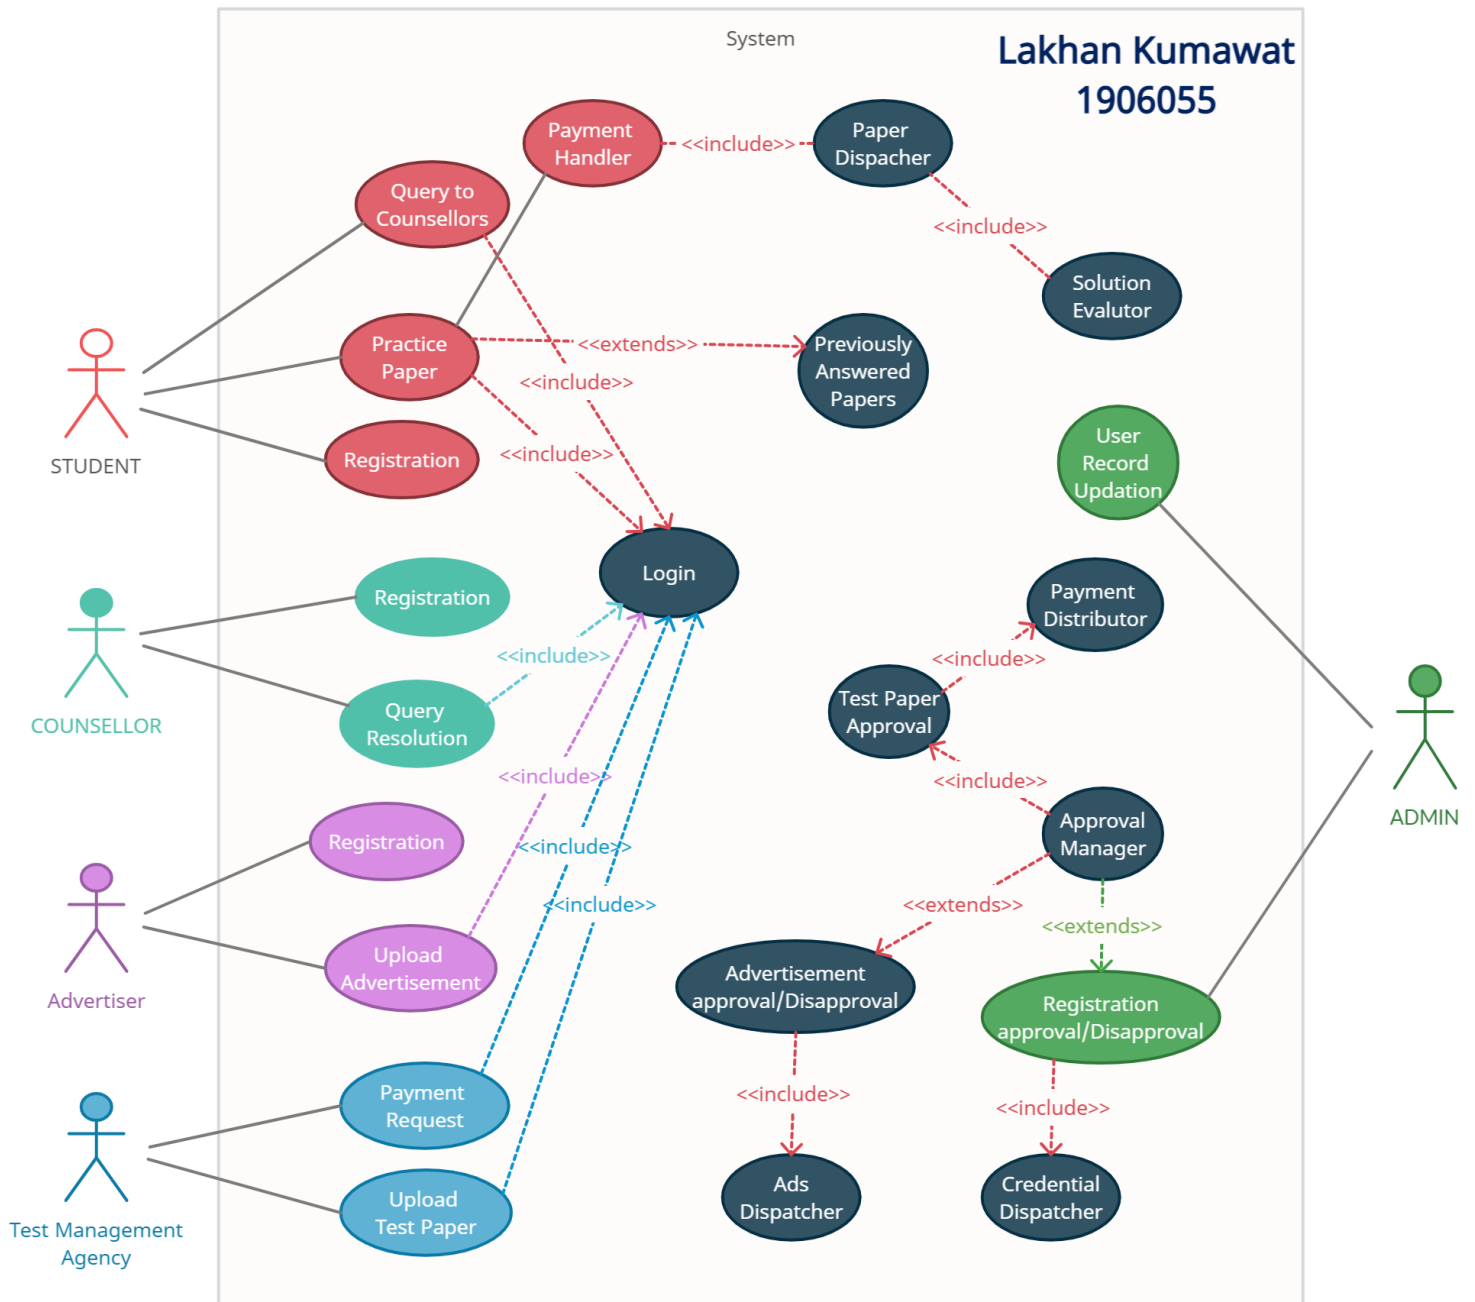 System
Lakhan Kumawat
1906055
Payment
Handler
<<include>>
Paper
Dispacher
Query to
Counsellors
<<include>>
Solution
Evalutor
Practice
Paper
<<extends>>
Previously
Answered
Papers
<<include>>
STUDENT
Registration
<<include>>
User
Record
Updation
Login
Registration
Payment
Distributor
<<include>>
<<include>>
COUNSELLOR
Query
Resolution
Test Paper
Approval
<<include>>
<<include>>
ADMIN
Registration
<<include>>
Approval
Manager
<<include>>
<<extends>>
<<extends>>
Advertiser
Upload
Advertisement
Advertisement
approval/Disapproval
Registration
approval/Disapproval
Payment
Request
<<include>>
<<include>>
Test Management
Agency
Upload
Test Paper
Ads
Dispatcher
Credential
Dispatcher